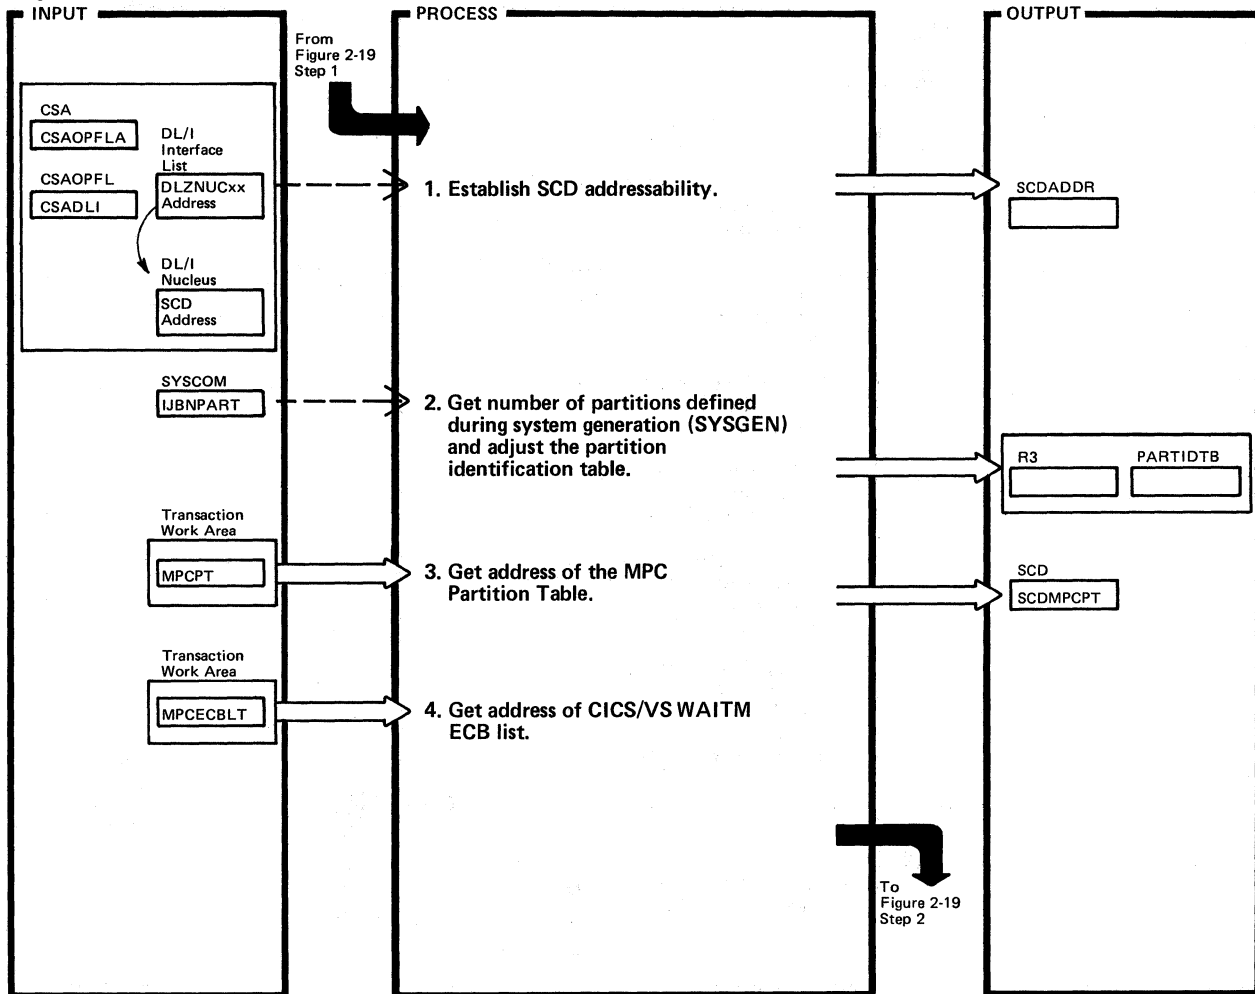 INPUT
PROCESS
OUTPUT
From
Figure 2-19
Step 1
CSA
CSAOPFLA
DL/I
Interface
List
CSAOPFL
CSADLI
DLZNUCxx
Address
DL/I
Nucleus
SCD
Address
1. Establish SCD addressability.
SCDADDR
SYSCOM
IJBNPART
2. Get number of partitions defined
during system generation (SYSGEN)
and adjust the partition
identification table.
R3
PARTIDTB
Transaction
Work Area
MPCPT
3. Get address of the MPC
Partition Table.
SCD
SCDMPCPT
Transaction
Work Area
MPCECBLT
4. Get address of CICS/VS WAITM
ECB list.
To
Figure 2-19
Step 2